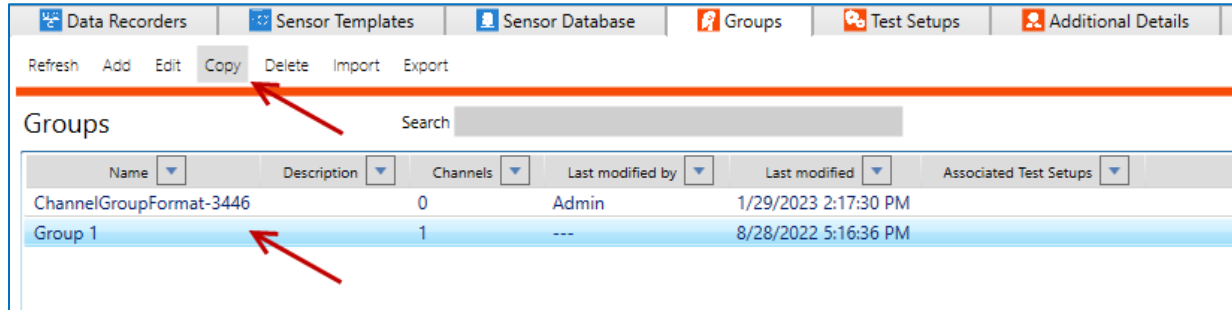 Data Recorders Sensor Templates Sensor Database Groups Test Setups Additional Details
Refresh Add Edit Copy Delete Import Export
Groups Search
Name Description Channels Last modified by Last modified Associated Test Setups
ChannelGroupFormat-3446 0 Admin 1/29/2023 2:17:30 PM
Group 1 1 --- 8/28/2022 5:16:36 PM